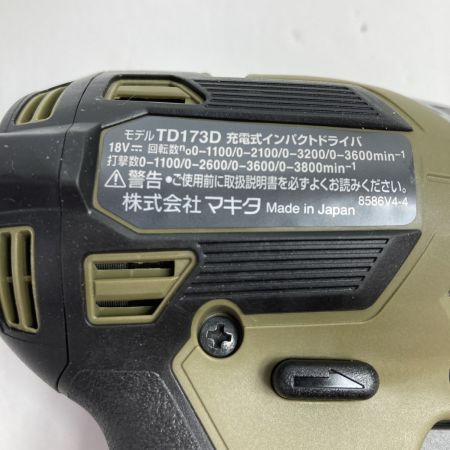 モデル TD173D 充電式インパクトドライバ
18V⎓ 回転数n₀0-1100/0-2100/0-3200/0-3600min⁻¹
打撃数0-1100/0-2600/0-3600/0-3800min⁻¹
⚠警告 •ご使用前に取扱説明書を必ずよくお読みください。
株式会社 マキタ Made in Japan 8586V4-4